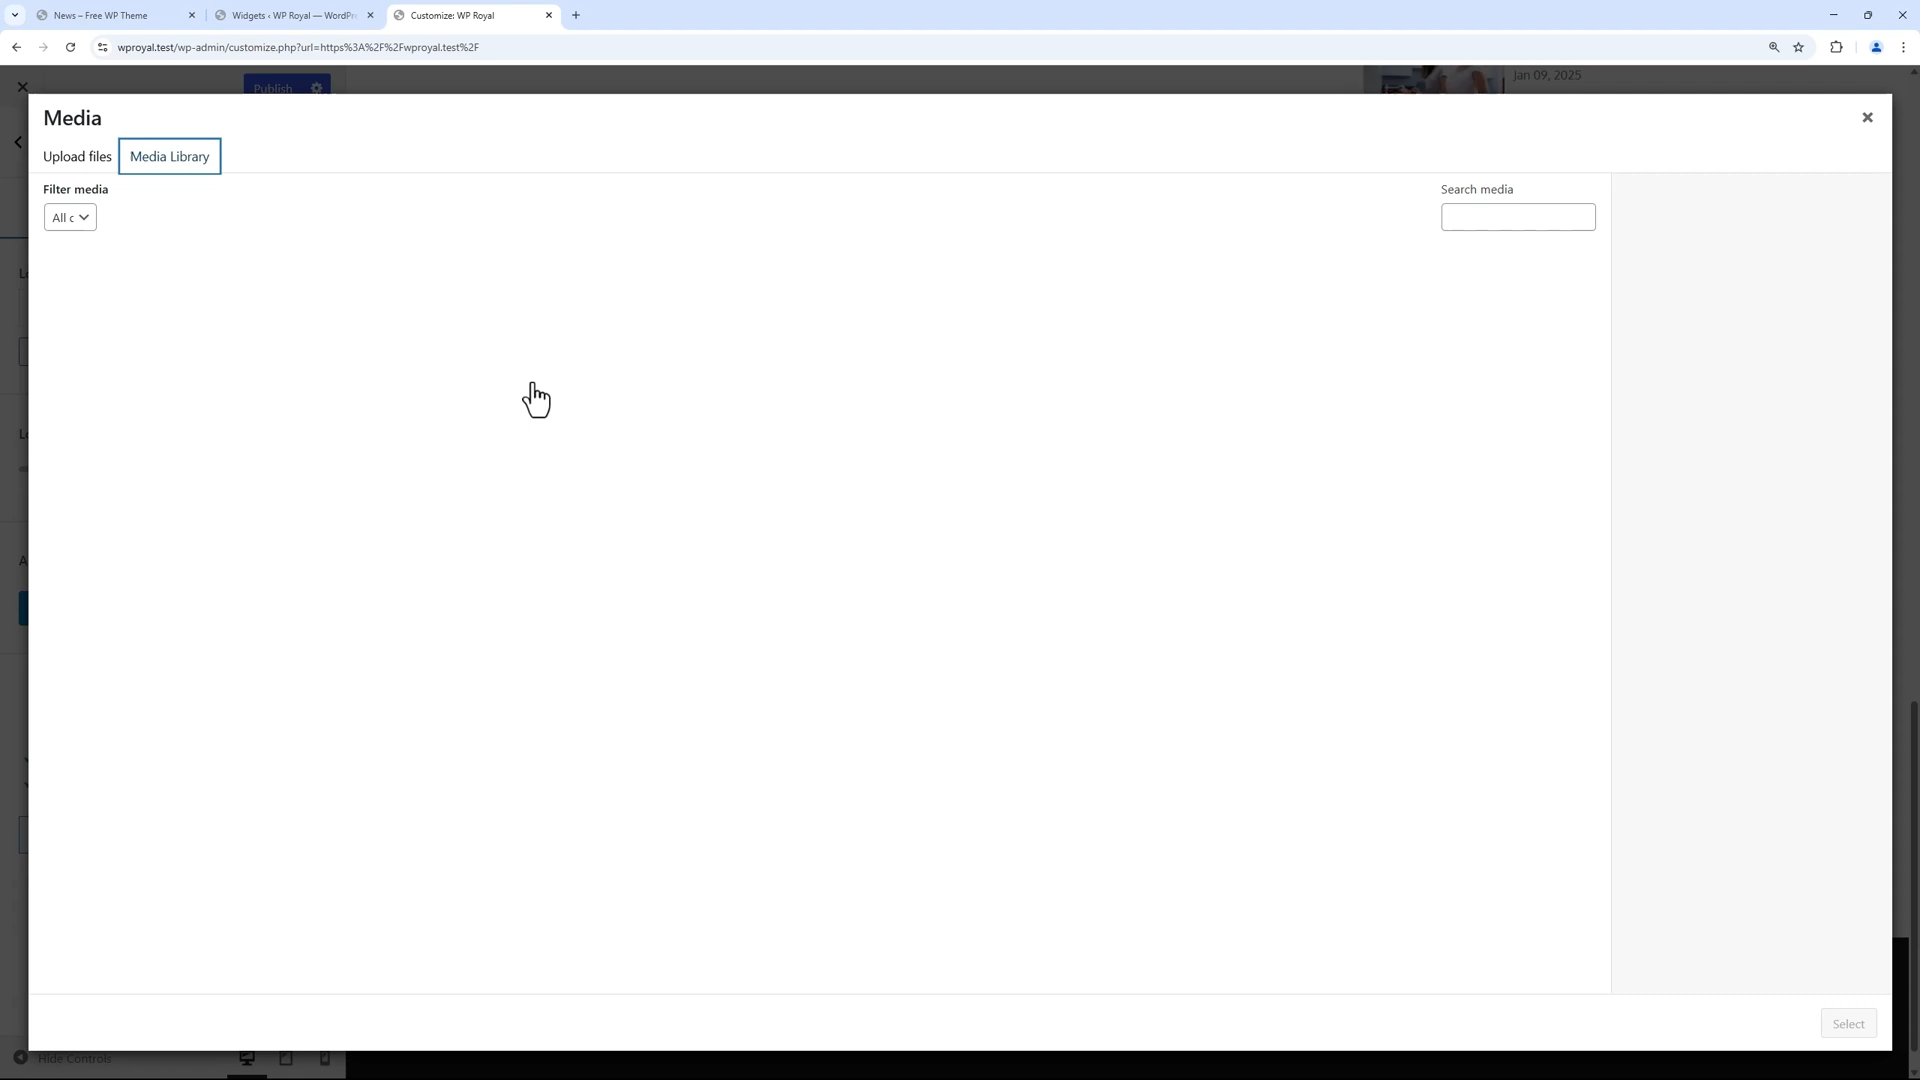 News – Free WP Theme
Widgets ‹ WP Royal — WordPr
Customize: WP Royal
wproyal.test/wp-admin/customize.php?url=https%3A%2F%2Fwproyal.test%2F
Publish
Jan 09, 2025
Media
Upload files
Media Library
Filter media
Search media
All c
Lo
Lo
A
Select
Hide Controls